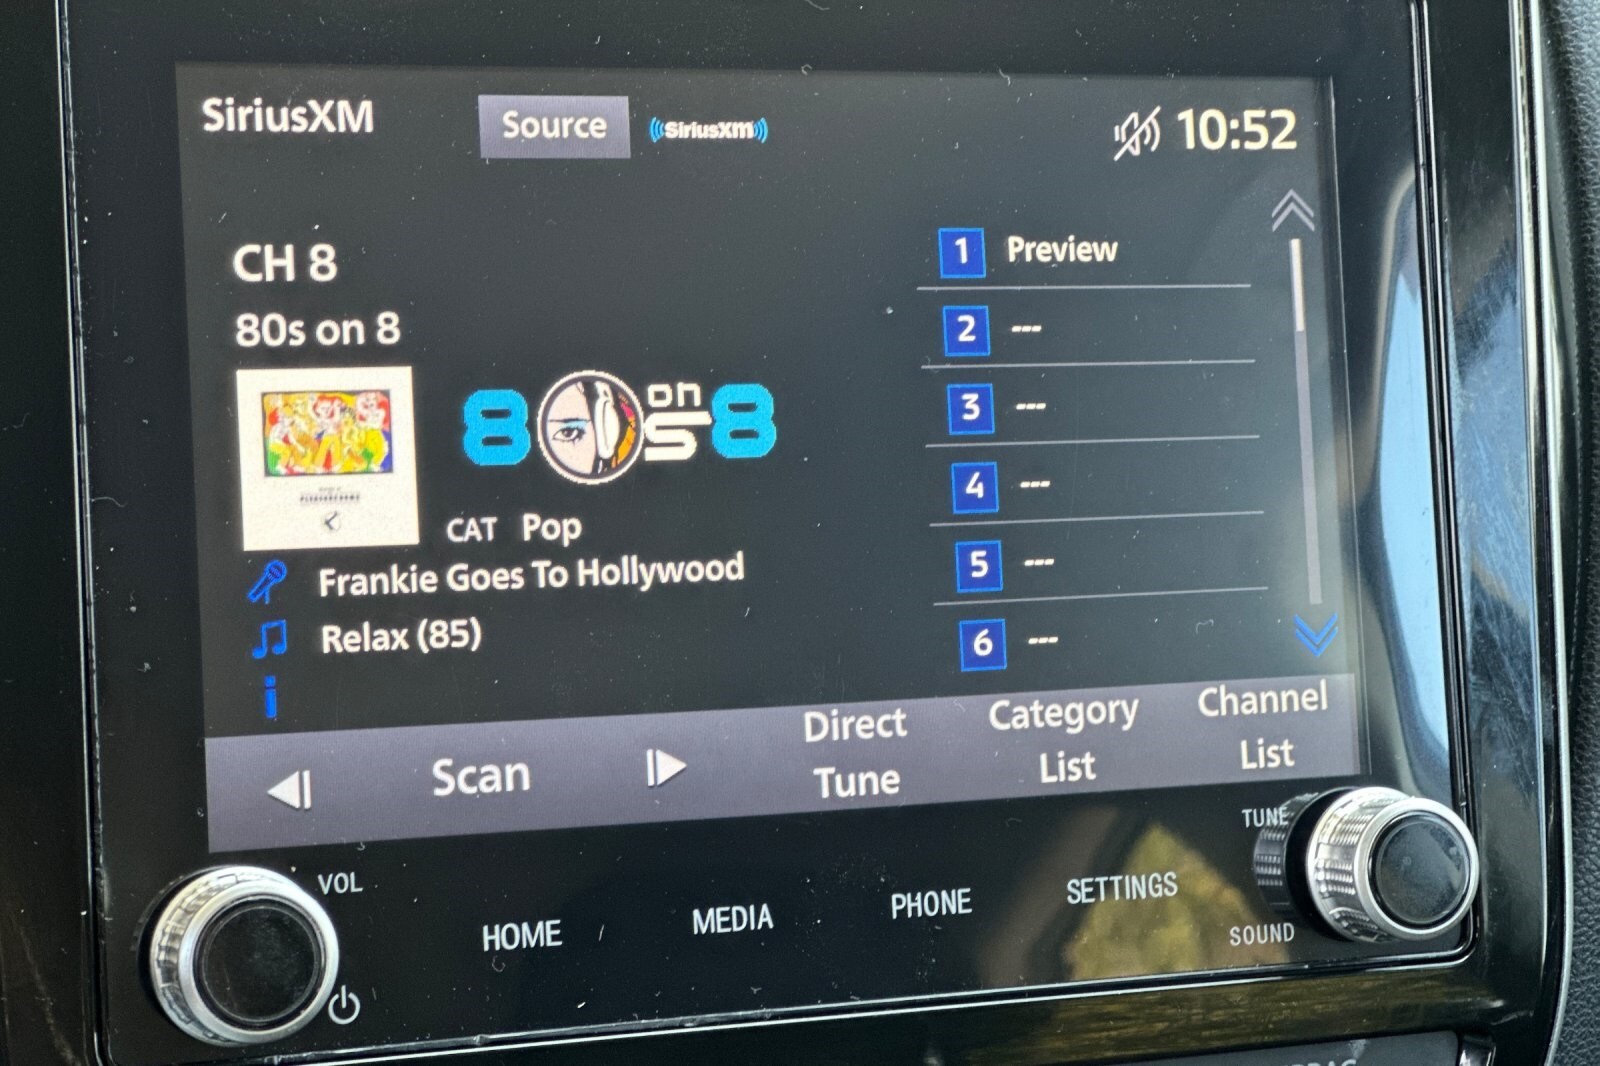 SiriusXM
Source
SiriusXM
10:52
CH 8
80s on 8
80s on 8
CAT Pop
Frankie Goes To Hollywood
Relax (85)
i
1 Preview
2 ---
3 ---
4 ---
5 ---
6 ---
Scan
Direct
Tune
Category
List
Channel
List
VOL
HOME
MEDIA
PHONE
SETTINGS
TUNE
SOUND